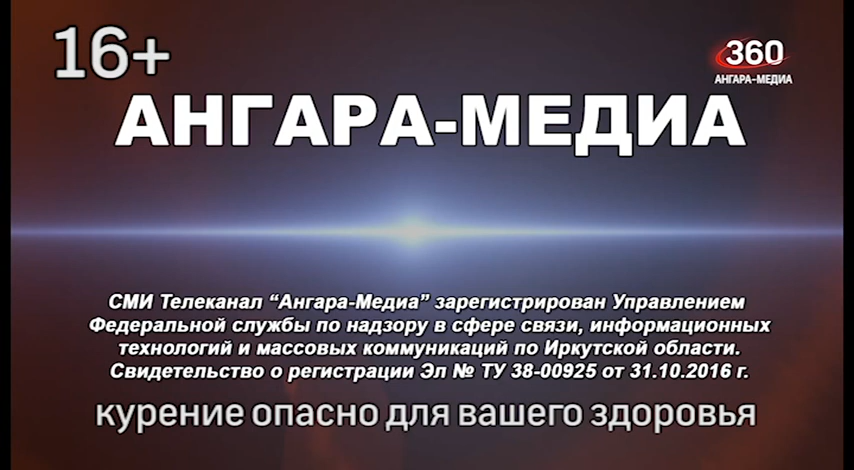 16+
360
АНГАРА-МЕДИА
АНГАРА-МЕДИА
СМИ Телеканал “Ангара-Медиа” зарегистрирован Управлением
Федеральной службы по надзору в сфере связи, информационных
технологий и массовых коммуникаций по Иркутской области.
Свидетельство о регистрации Эл № ТУ 38-00925 от 31.10.2016 г.
курение опасно для вашего здоровья